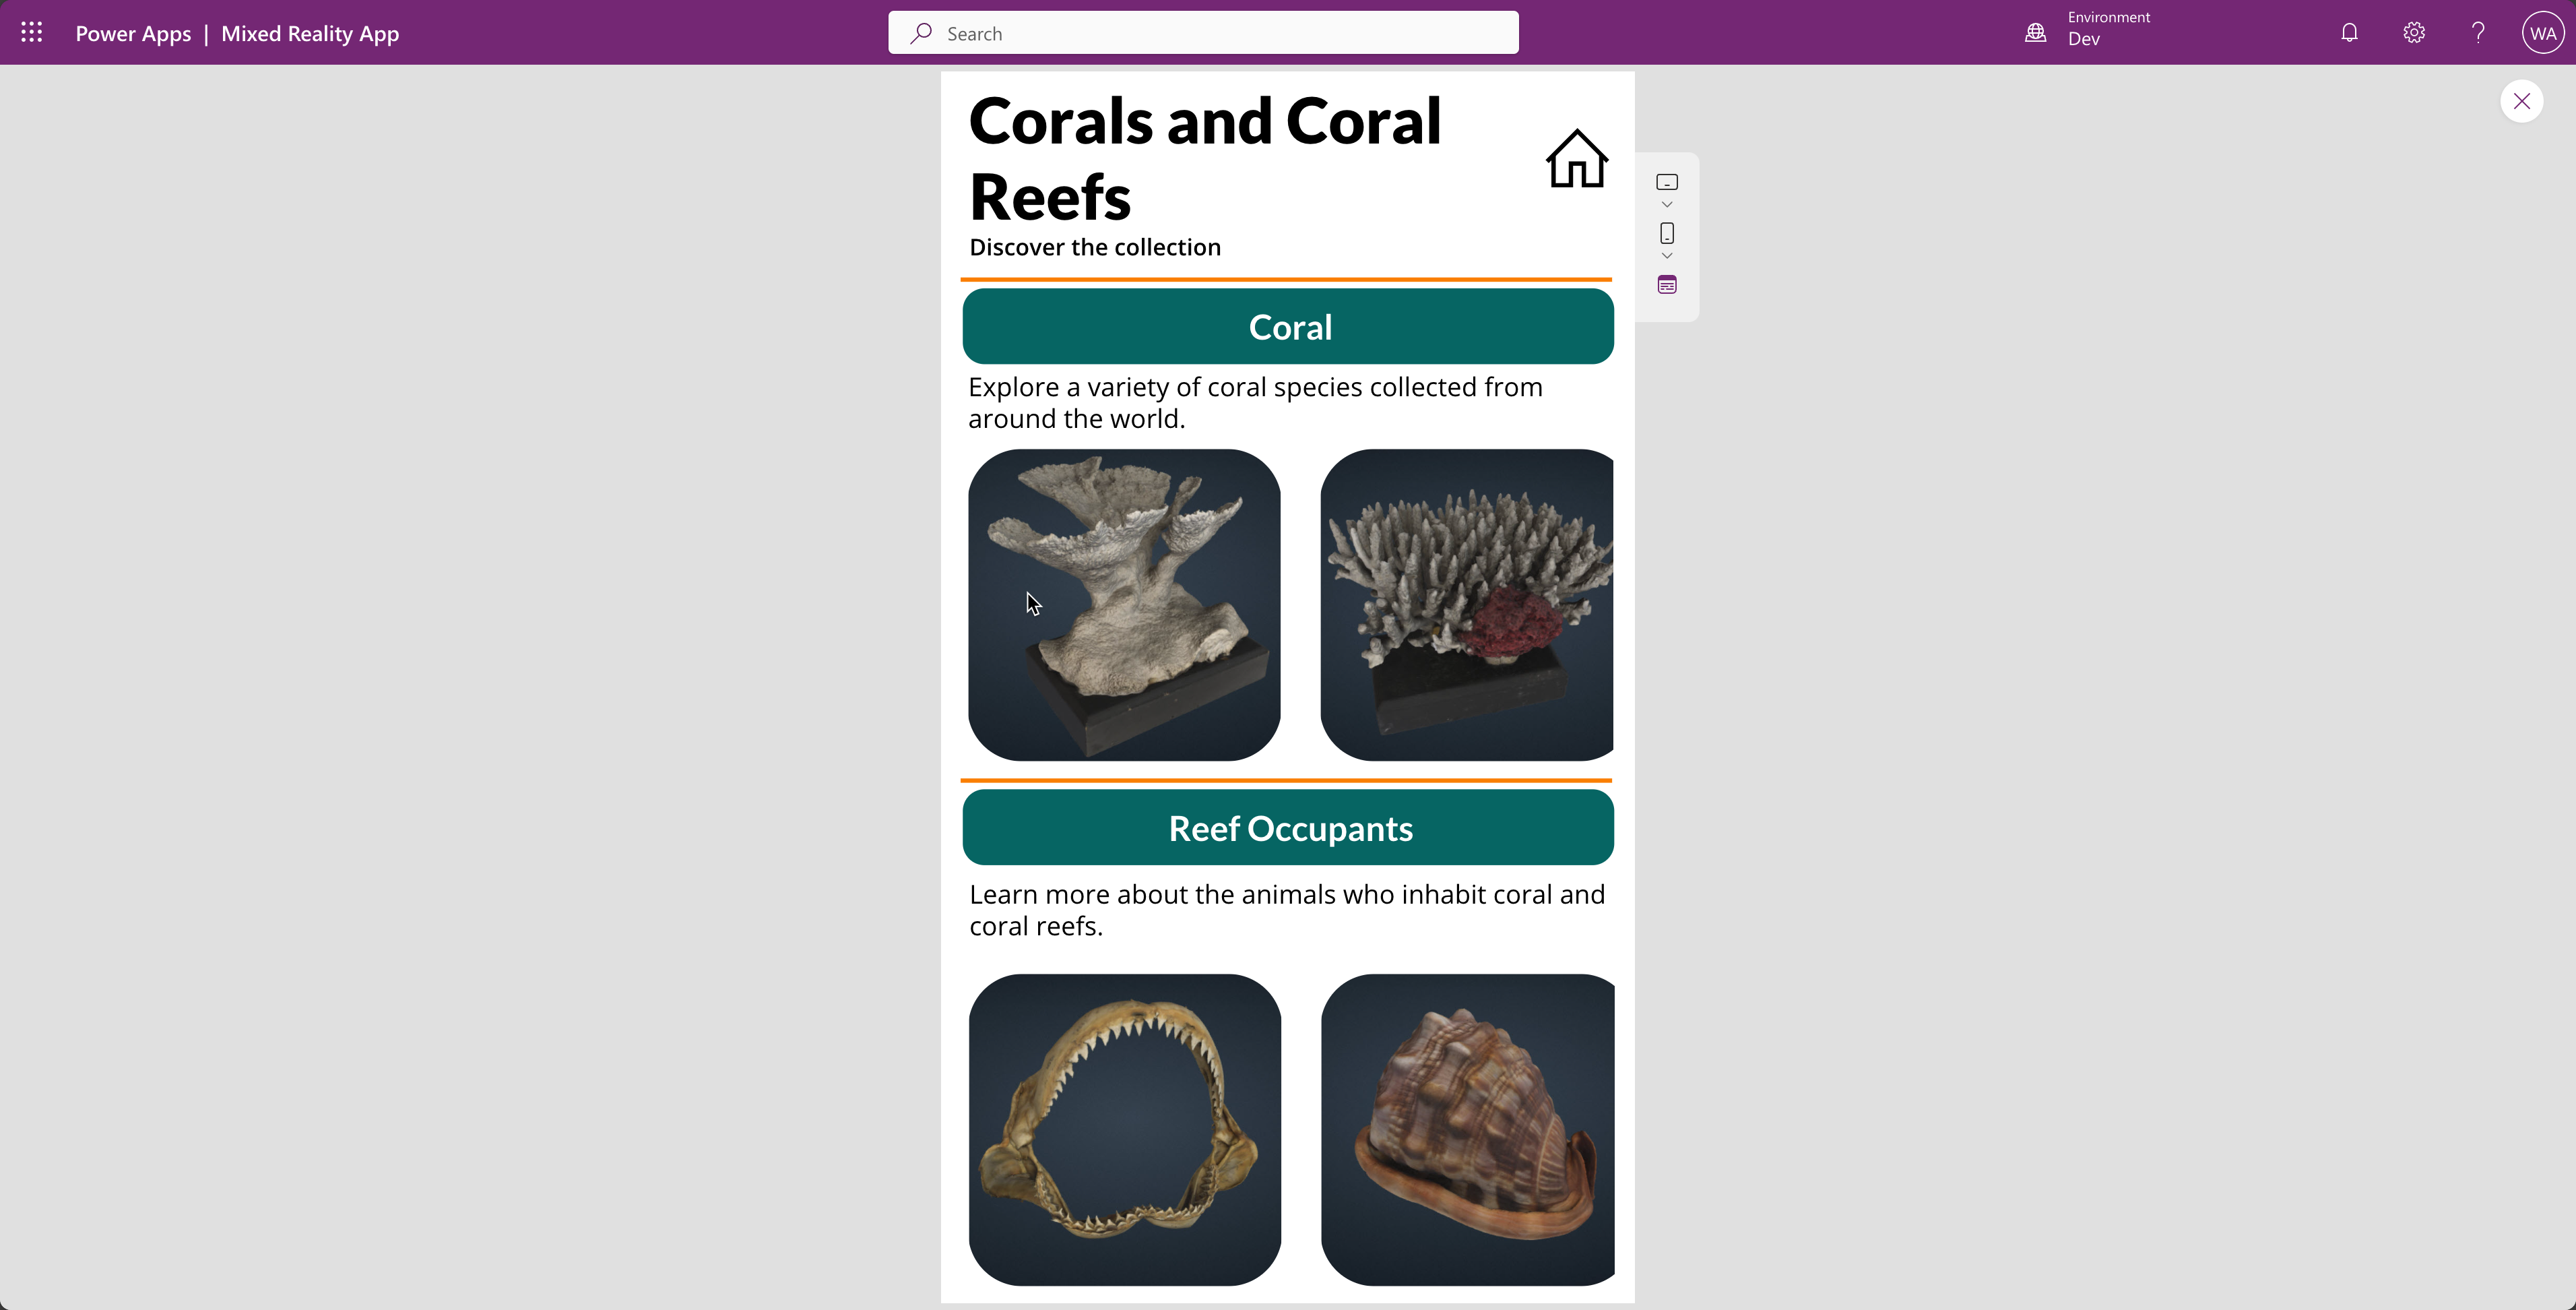 Power Apps | Mixed Reality App
Search
Environment
Dev
WA
Corals and Coral
Reefs
Discover the collection
Coral
Explore a variety of coral species collected from
around the world.
Reef Occupants
Learn more about the animals who inhabit coral and
coral reefs.